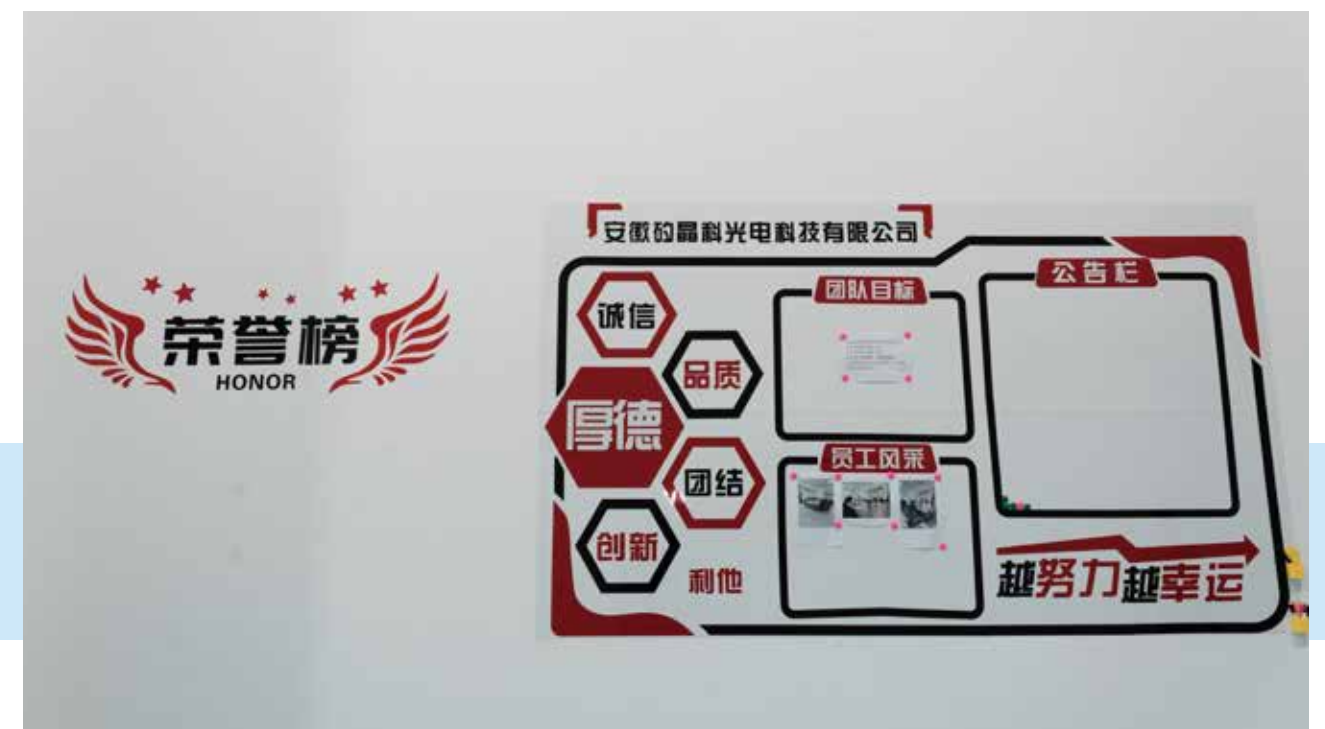 荣誉榜
HONOR
安徽矽晶科光电科技有限公司
诚信
品质
厚德
团结
创新
利他
团队目标
员工风采
公告栏
越努力越幸运